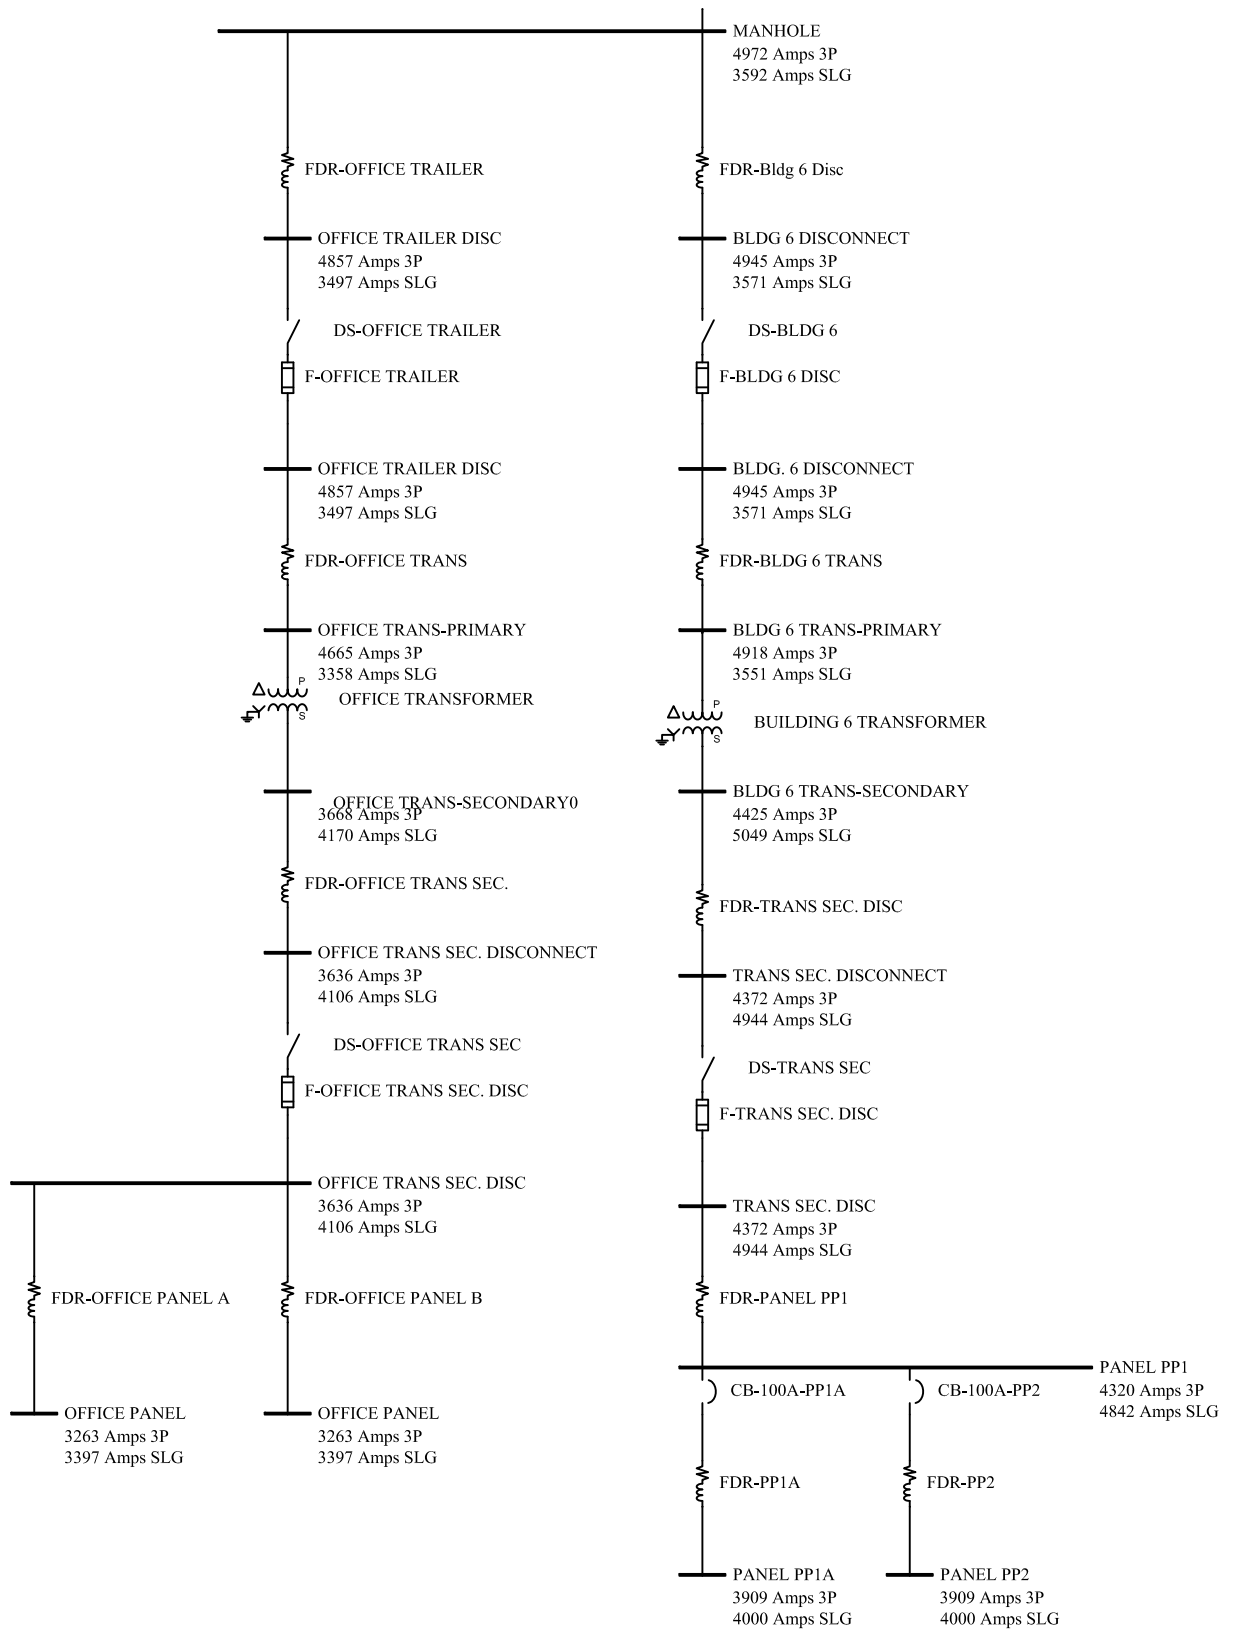 MANHOLE
4972 Amps 3P
3592 Amps SLG
FDR-OFFICE TRAILER
FDR-Bldg 6 Disc
OFFICE TRAILER DISC
4857 Amps 3P
3497 Amps SLG
BLDG 6 DISCONNECT
4945 Amps 3P
3571 Amps SLG
DS-OFFICE TRAILER
DS-BLDG 6
F-OFFICE TRAILER
F-BLDG 6 DISC
OFFICE TRAILER DISC
4857 Amps 3P
3497 Amps SLG
BLDG. 6 DISCONNECT
4945 Amps 3P
3571 Amps SLG
FDR-OFFICE TRANS
FDR-BLDG 6 TRANS
OFFICE TRANS-PRIMARY
4665 Amps 3P
3358 Amps SLG
BLDG 6 TRANS-PRIMARY
4918 Amps 3P
3551 Amps SLG
P
OFFICE TRANSFORMER
S
P
BUILDING 6 TRANSFORMER
S
OFFICE TRANS-SECONDARY0
3668 Amps 3P
4170 Amps SLG
BLDG 6 TRANS-SECONDARY
4425 Amps 3P
5049 Amps SLG
FDR-OFFICE TRANS SEC.
FDR-TRANS SEC. DISC
OFFICE TRANS SEC. DISCONNECT
3636 Amps 3P
4106 Amps SLG
TRANS SEC. DISCONNECT
4372 Amps 3P
4944 Amps SLG
DS-OFFICE TRANS SEC
DS-TRANS SEC
F-OFFICE TRANS SEC. DISC
F-TRANS SEC. DISC
OFFICE TRANS SEC. DISC
3636 Amps 3P
4106 Amps SLG
TRANS SEC. DISC
4372 Amps 3P
4944 Amps SLG
FDR-OFFICE PANEL A
FDR-OFFICE PANEL B
FDR-PANEL PP1
PANEL PP1
4320 Amps 3P
4842 Amps SLG
CB-100A-PP1A
CB-100A-PP2
OFFICE PANEL
3263 Amps 3P
3397 Amps SLG
OFFICE PANEL
3263 Amps 3P
3397 Amps SLG
FDR-PP1A
FDR-PP2
PANEL PP1A
3909 Amps 3P
4000 Amps SLG
PANEL PP2
3909 Amps 3P
4000 Amps SLG